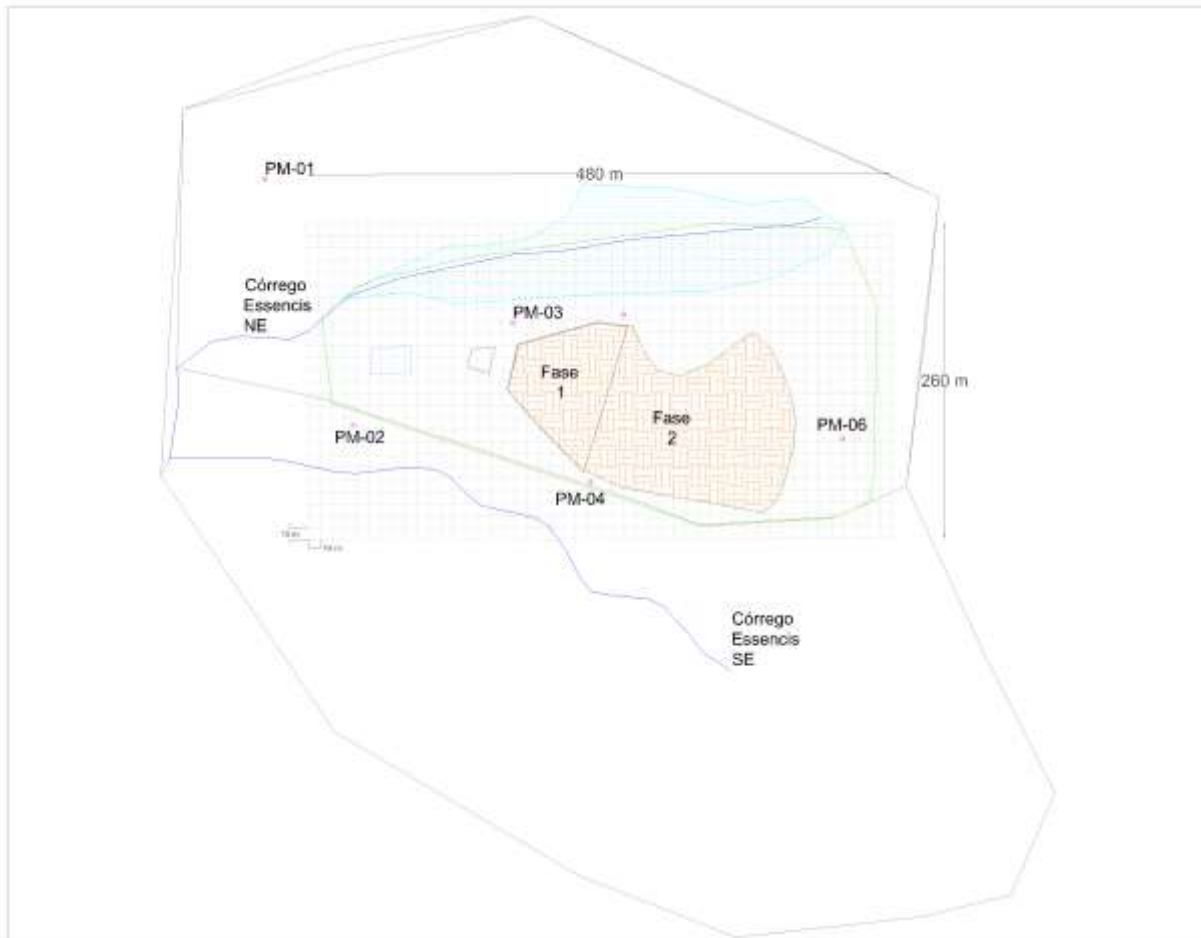 PM-01
480 m
Córrego
Essencis
NE
PM-03
Fase
1
260 m
Fase
2
PM-06
PM-02
PM-04
Córrego
Essencis
SE